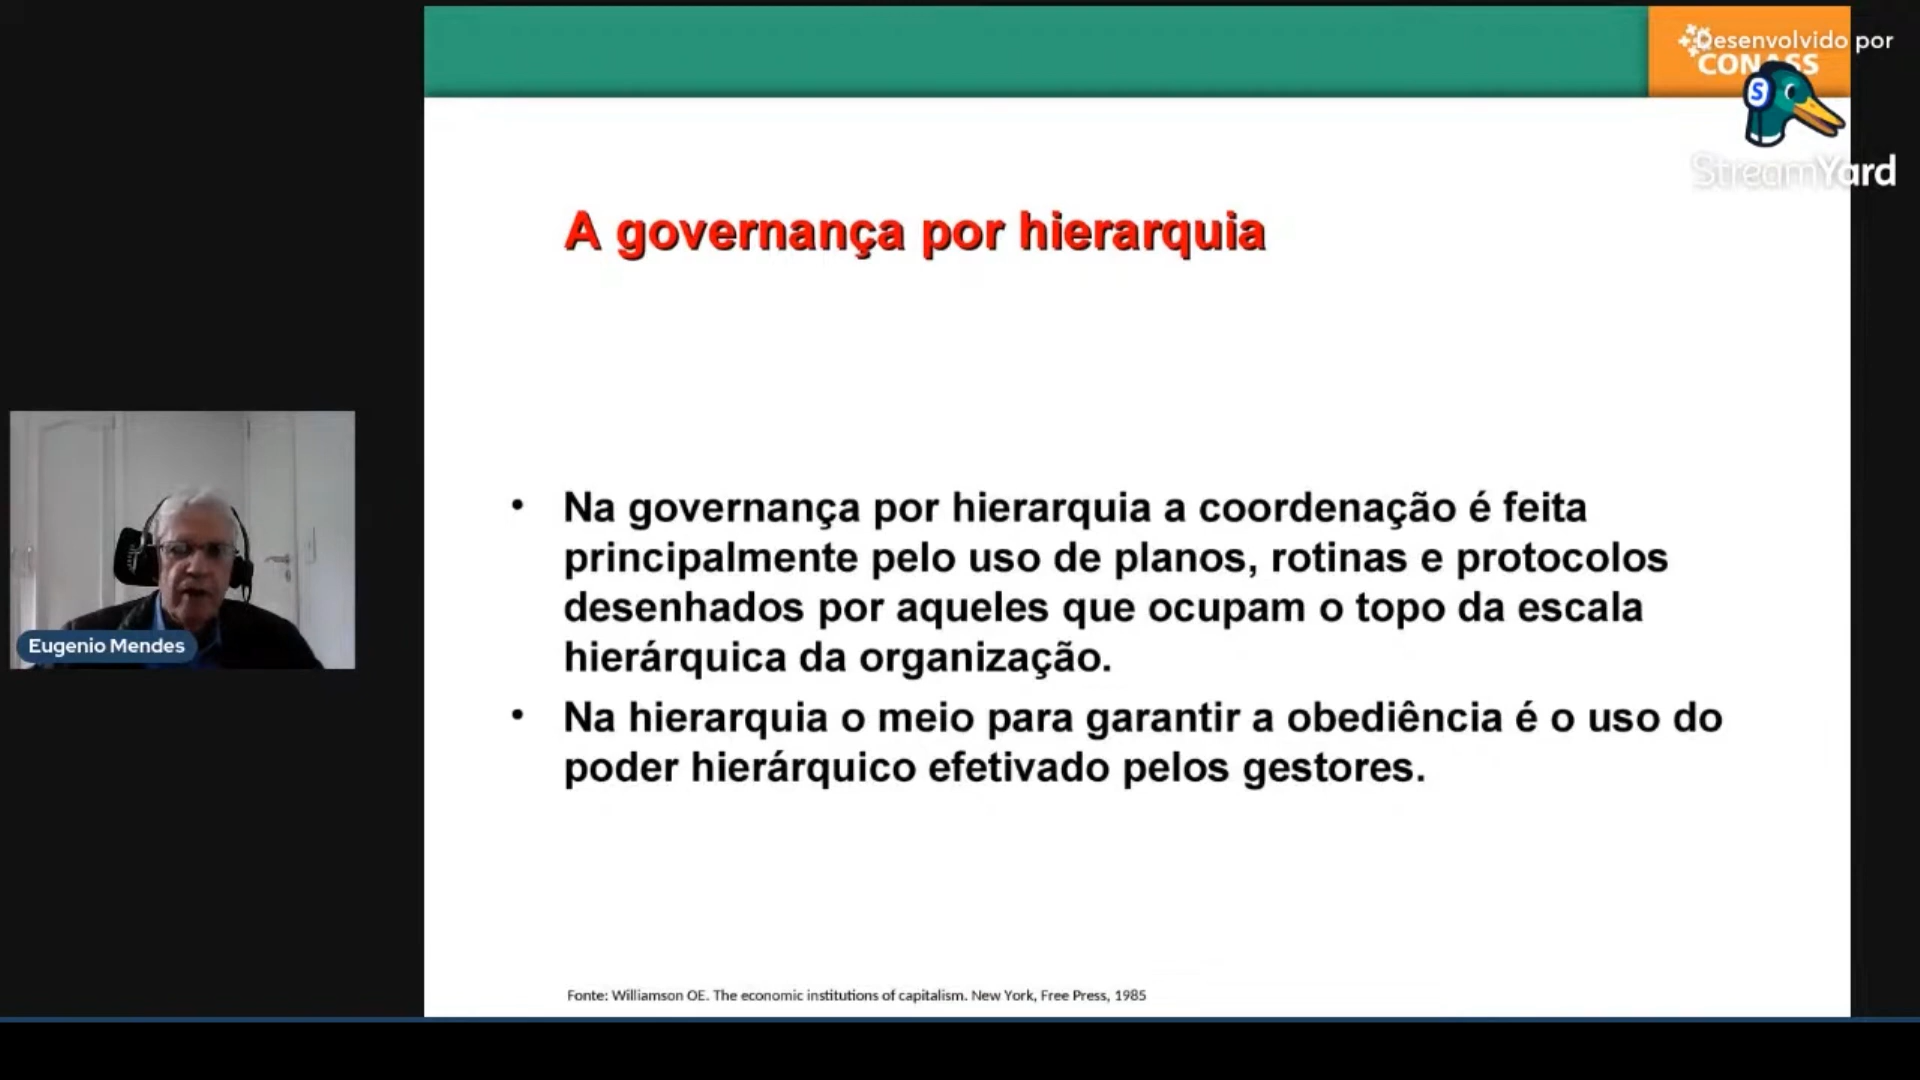 Desenvolvido por
CONASS
S
StreamYard
A governança por hierarquia
• Na governança por hierarquia a coordenação é feita
principalmente pelo uso de planos, rotinas e protocolos
desenhados por aqueles que ocupam o topo da escala
hierárquica da organização.
• Na hierarquia o meio para garantir a obediência é o uso do
poder hierárquico efetivado pelos gestores.
Eugenio Mendes
Fonte: Williamson OE. The economic institutions of capitalism. New York, Free Press, 1985